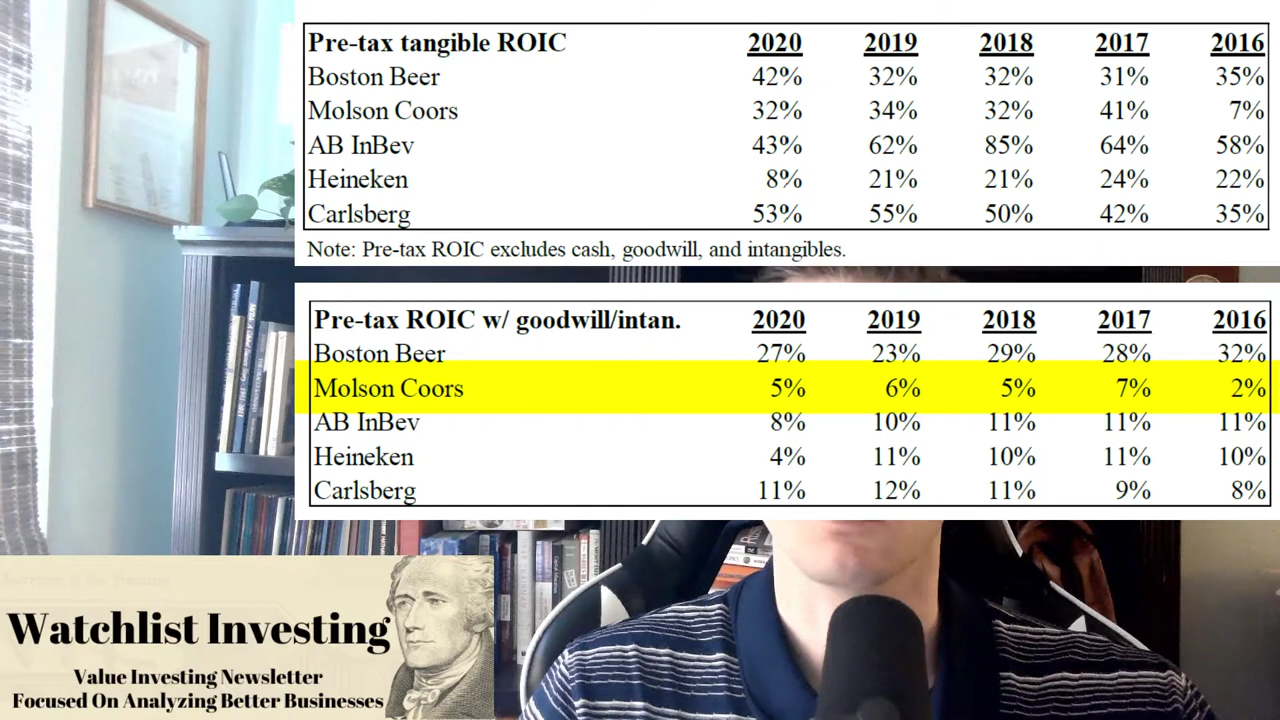 Pre-tax tangible ROIC 2020 2019 2018 2017 2016
Boston Beer 42% 32% 32% 31% 35%
Molson Coors 32% 34% 32% 41% 7%
AB InBev 43% 62% 85% 64% 58%
Heineken 8% 21% 21% 24% 22%
Carlsberg 53% 55% 50% 42% 35%
Note: Pre-tax ROIC excludes cash, goodwill, and intangibles.
Pre-tax ROIC w/ goodwill/intan. 2020 2019 2018 2017 2016
Boston Beer 27% 23% 29% 28% 32%
Molson Coors 5% 6% 5% 7% 2%
AB InBev 8% 10% 11% 11% 11%
Heineken 4% 11% 10% 11% 10%
Carlsberg 11% 12% 11% 9% 8%
Watchlist Investing
Value Investing Newsletter
Focused On Analyzing Better Businesses